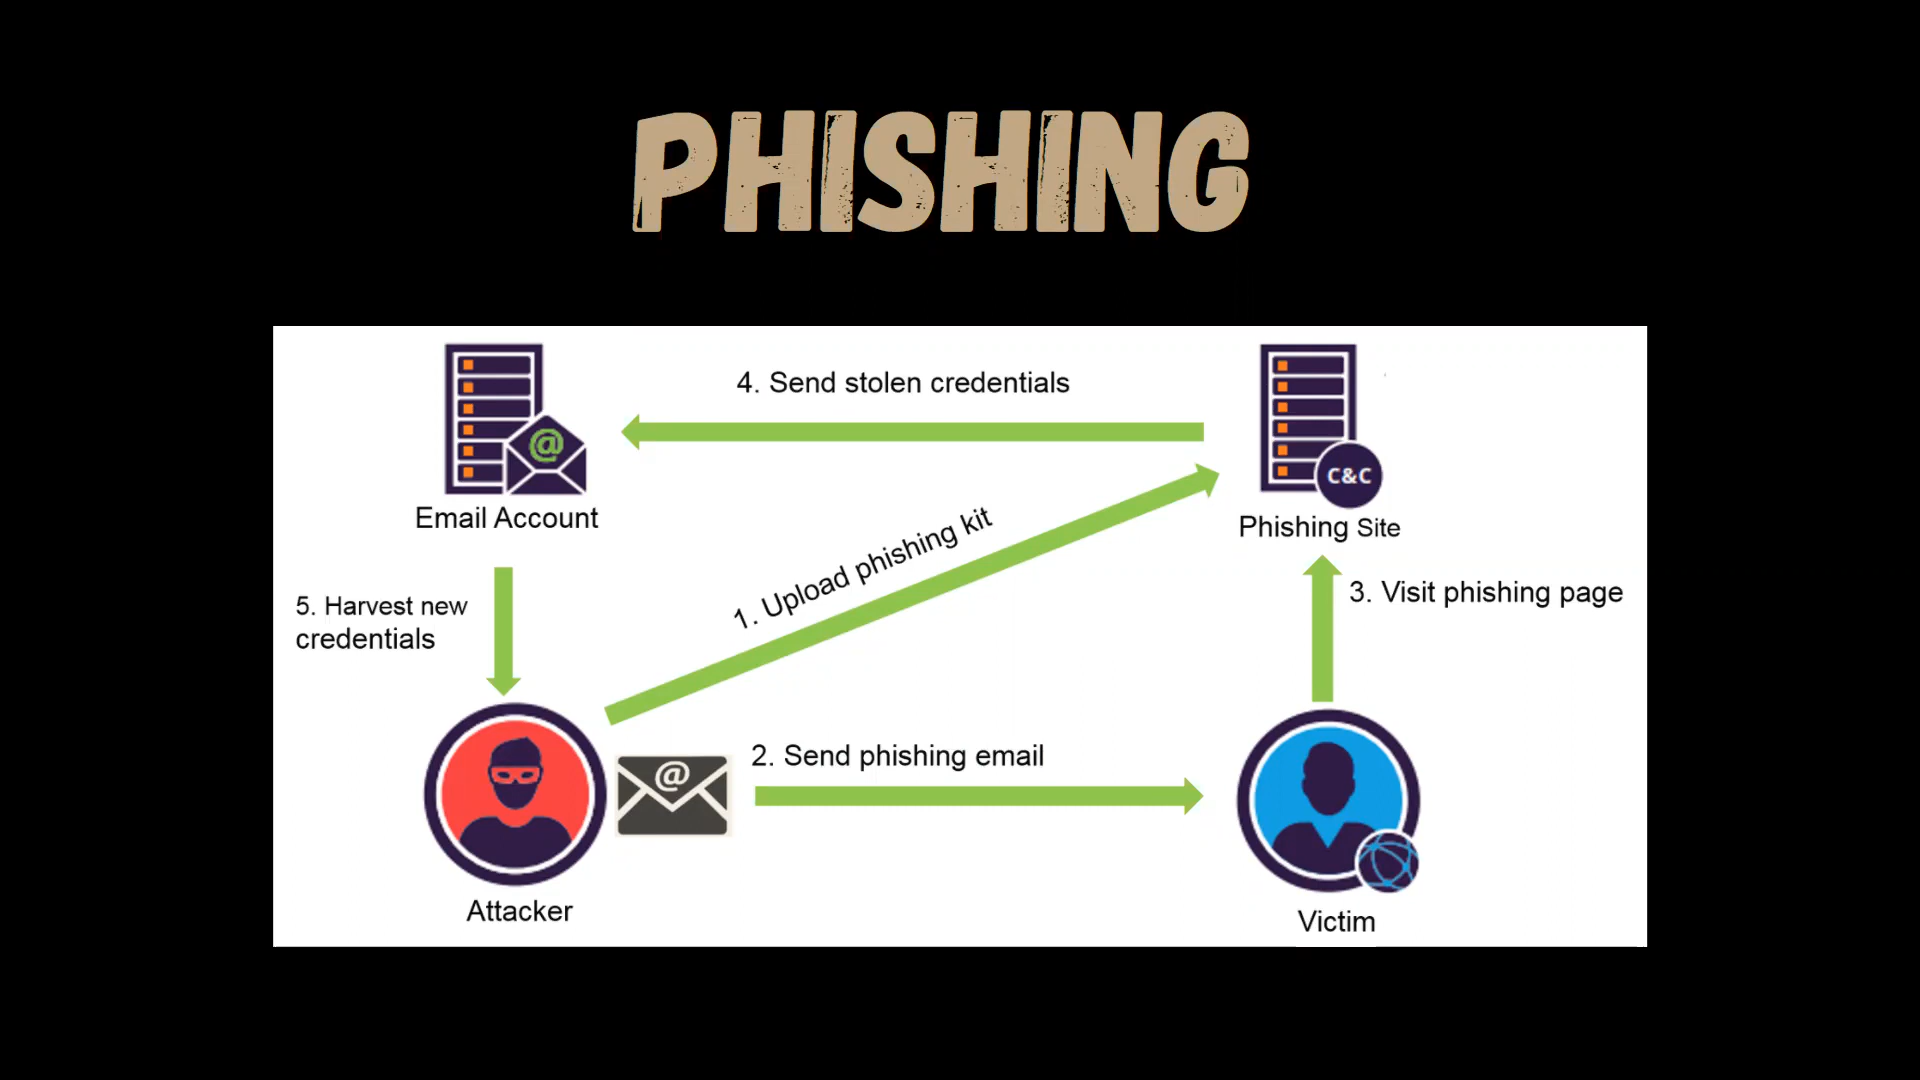 PHISHING
4. Send stolen credentials
@
C&C
Email Account
Phishing Site
1. Upload phishing kit
5. Harvest new
credentials
3. Visit phishing page
2. Send phishing email
@
Attacker
Victim